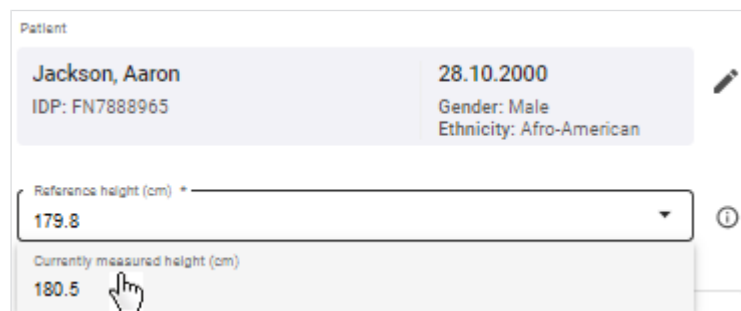 Patient
Jackson, Aaron
IDP: FN7888965
28.10.2000
Gender: Male
Ethnicity: Afro-American
Reference height (cm) *
179.8
Currently measured height (cm)
180.5